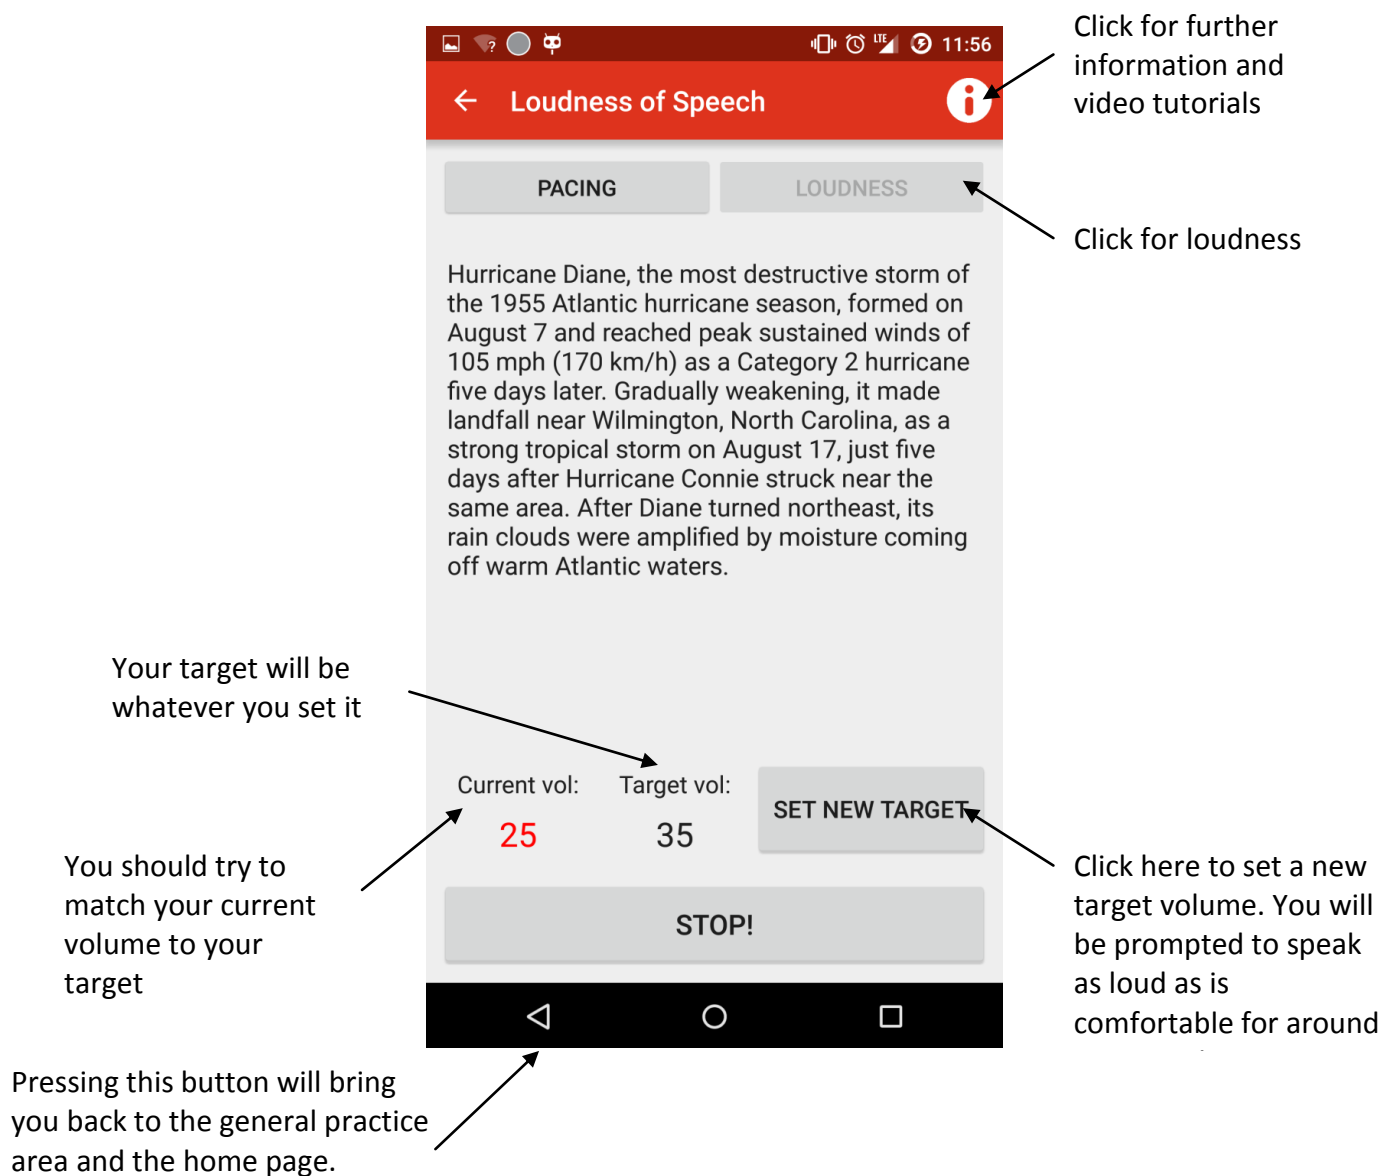 Click for further
information and
video tutorials
? LTE 11:56
Loudness of Speech
PACING LOUDNESS
Click for loudness
Hurricane Diane, the most destructive storm of
the 1955 Atlantic hurricane season, formed on
August 7 and reached peak sustained winds of
105 mph (170 km/h) as a Category 2 hurricane
five days later. Gradually weakening, it made
landfall near Wilmington, North Carolina, as a
strong tropical storm on August 17, just five
days after Hurricane Connie struck near the
same area. After Diane turned northeast, its
rain clouds were amplified by moisture coming
off warm Atlantic waters.
Your target will be
whatever you set it
Current vol: Target vol:
25 35
SET NEW TARGET
You should try to
match your current
volume to your
target
STOP!
Click here to set a new
target volume. You will
be prompted to speak
as loud as is
comfortable for around
Pressing this button will bring
you back to the general practice
area and the home page.